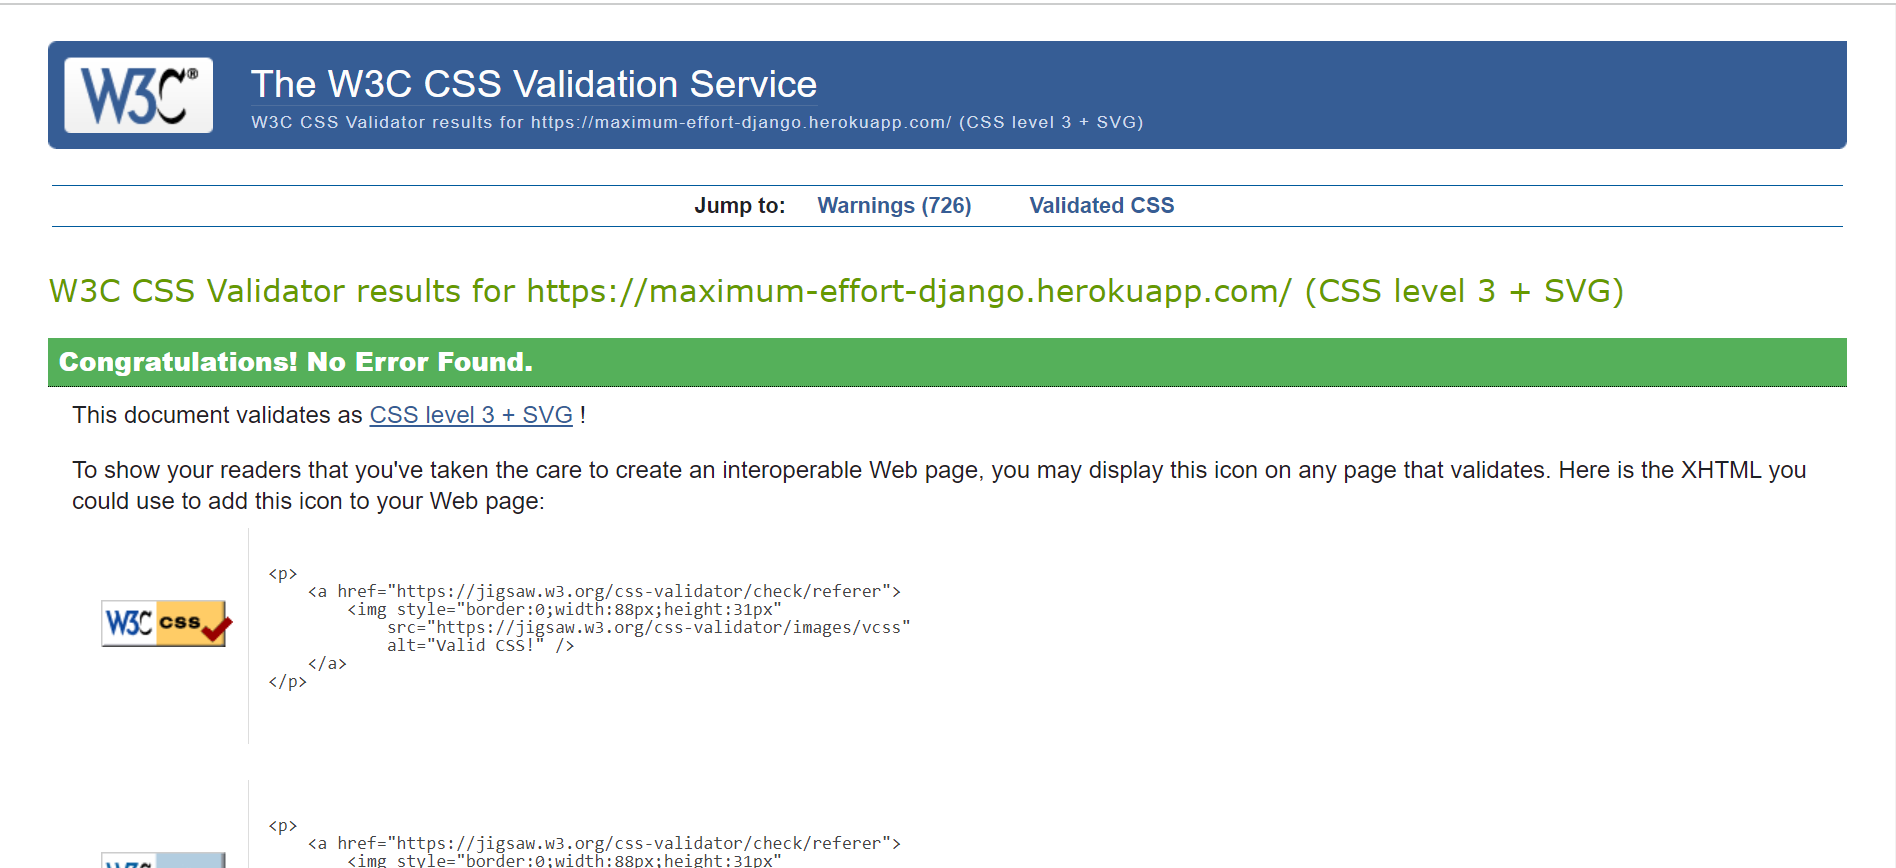 W3C®
The W3C CSS Validation Service
W3C CSS Validator results for https://maximum-effort-django.herokuapp.com/ (CSS level 3 + SVG)
Jump to: Warnings (726) Validated CSS
W3C CSS Validator results for https://maximum-effort-django.herokuapp.com/ (CSS level 3 + SVG)
Congratulations! No Error Found.
This document validates as CSS level 3 + SVG !
To show your readers that you've taken the care to create an interoperable Web page, you may display this icon on any page that validates. Here is the XHTML you
could use to add this icon to your Web page:
<p>
<a href="https://jigsaw.w3.org/css-validator/check/referer">
<img style="border:0;width:88px;height:31px"
W3C css
src="https://jigsaw.w3.org/css-validator/images/vcss"
alt="Valid CSS!" />
</a>
</p>
<p>
<a href="https://jigsaw.w3.org/css-validator/check/referer">
<img style="border:0;width:88px;height:31px"
W3C